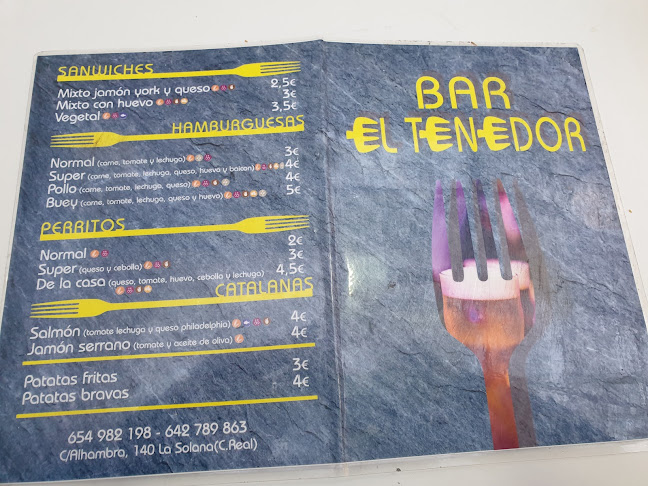 SANWICHES
Mixto jamón york y queso 2,5€
Mixto con huevo 3€
Vegetal 3,5€
HAMBURGUESAS
Normal (carne, tomate y lechuga) 3€
Super (carne, tomate, lechuga, queso, huevo y baicon) 4€
Pollo (carne, tomate, lechuga, queso) 4€
Buey (carne, tomate, lechuga, queso y huevo) 5€
PERRITOS
Normal 2€
Super (queso y cebolla) 3€
De la casa (queso, tomate, huevo, cebolla y lechuga) 4,5€
CATALANAS
Salmón (tomate lechuga y queso philadelphia) 4€
Jamón serrano (tomate y aceite de oliva) 4€
Patatas fritas 3€
Patatas bravas 4€
654 982 198 - 642 789 863
C/Alhambra, 140 La Solana(C.Real)
BAR
EL TENEDOR